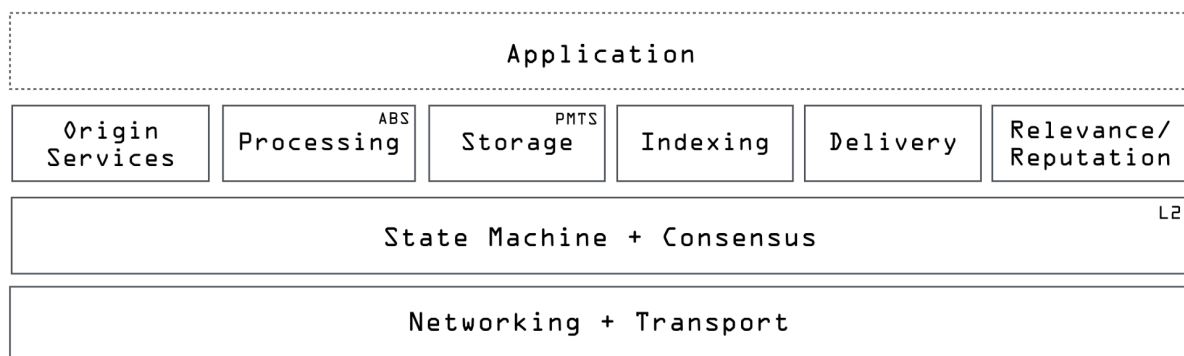 Application
Origin
Services
ABS
Processing
PMTS
Storage
Indexing
Delivery
Relevance/
Reputation
L2
State Machine + Consensus
Networking + Transport